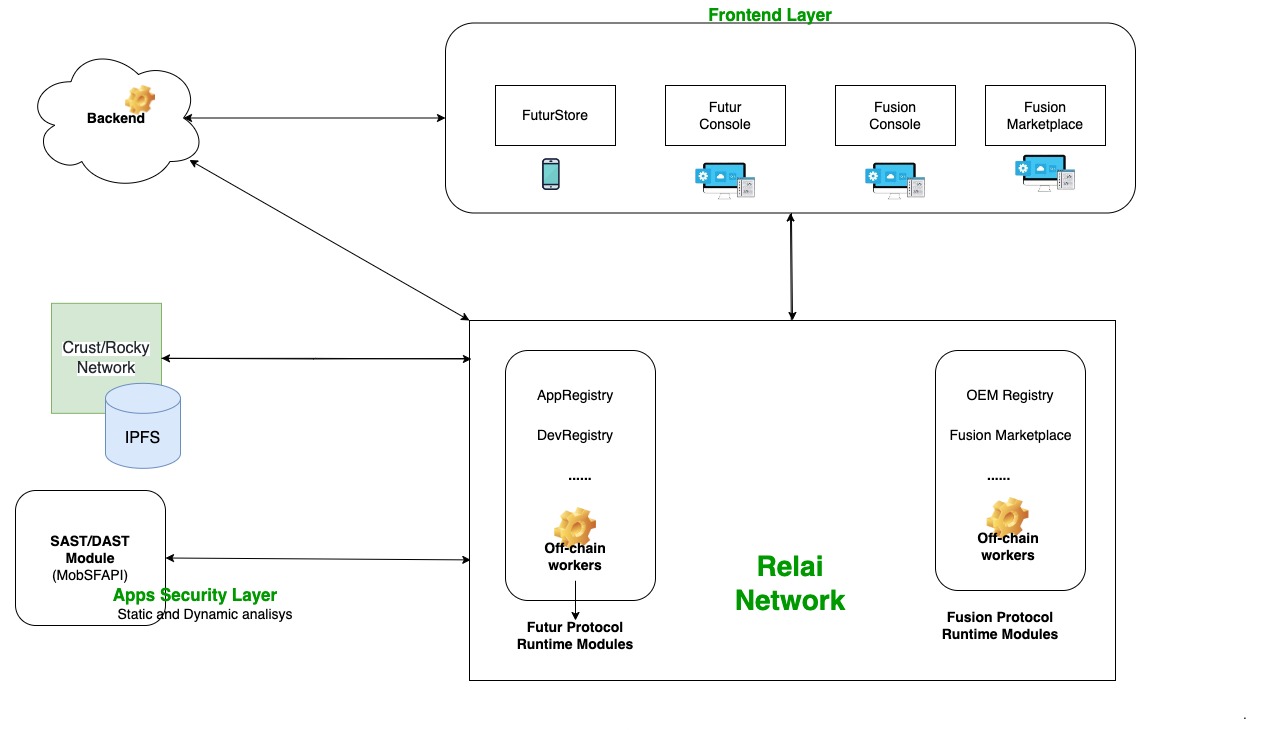 Frontend Layer
Backend
FuturStore
Futur
Console
Fusion
Console
Fusion
Marketplace
Crust/Rocky
Network
IPFS
SAST/DAST
Module
(MobSFAPI)
Apps Security Layer
Static and Dynamic analisys
AppRegistry
DevRegistry
......
Off-chain
workers
Futur Protocol
Runtime Modules
Relai
Network
OEM Registry
Fusion Marketplace
......
Off-chain
workers
Fusion Protocol
Runtime Modules
.